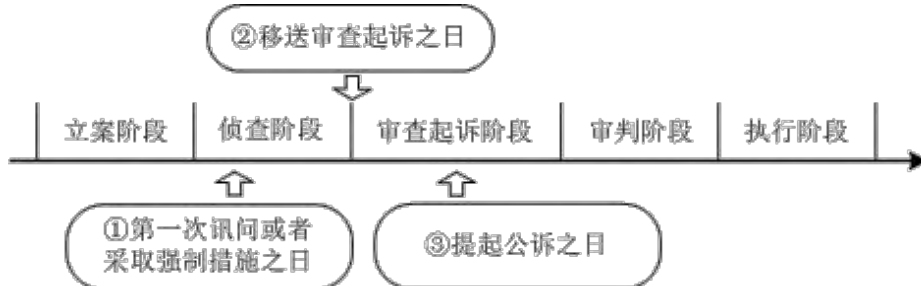 ②移送审查起诉之日
立案阶段 侦查阶段 审查起诉阶段 审判阶段 执行阶段
①第一次讯问或者
采取强制措施之日
③提起公诉之日